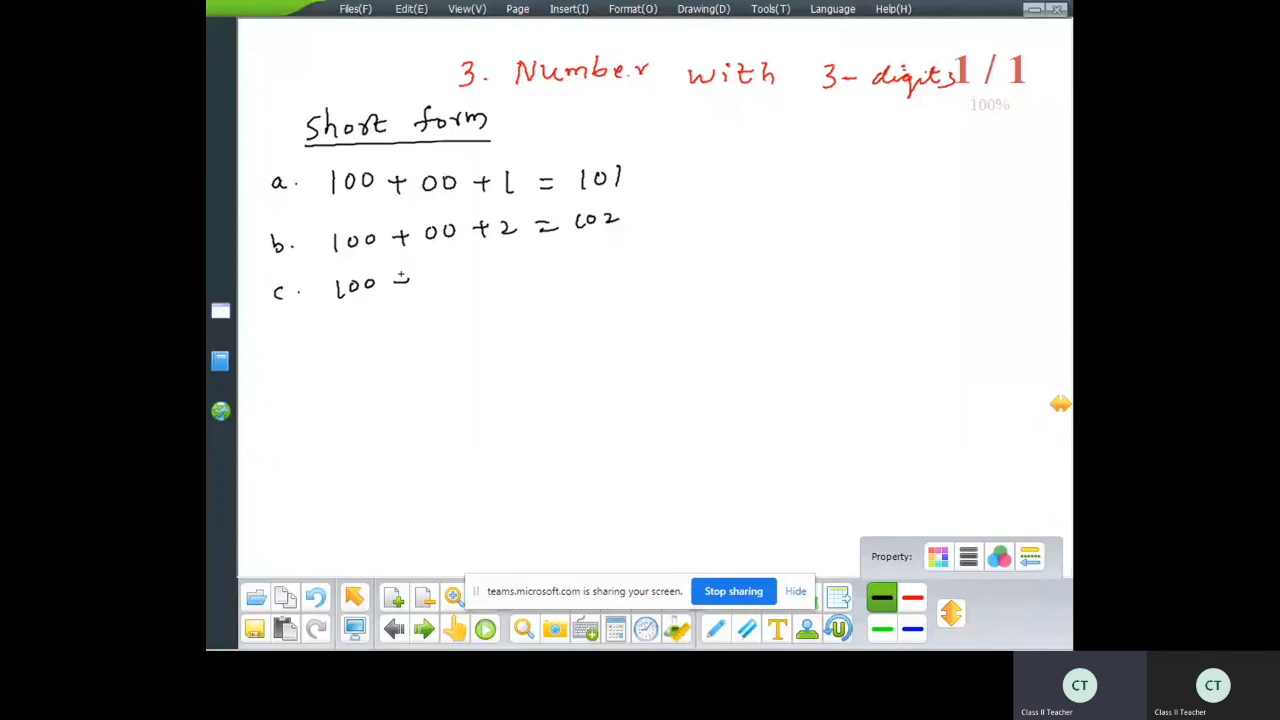 Files(F) Edit(E) View(V) Page Insert(I) Format(O) Drawing(D) Tools(T) Language Help(H)
3. Number with 3-digits
1 / 1
100%
Short form
a. 100 + 00 + 1 = 101
b. 100 + 00 + 2 = 102
c. 100
Property:
teams.microsoft.com is sharing your screen. Stop sharing Hide
CT CT
Class II Teacher Class II Teacher